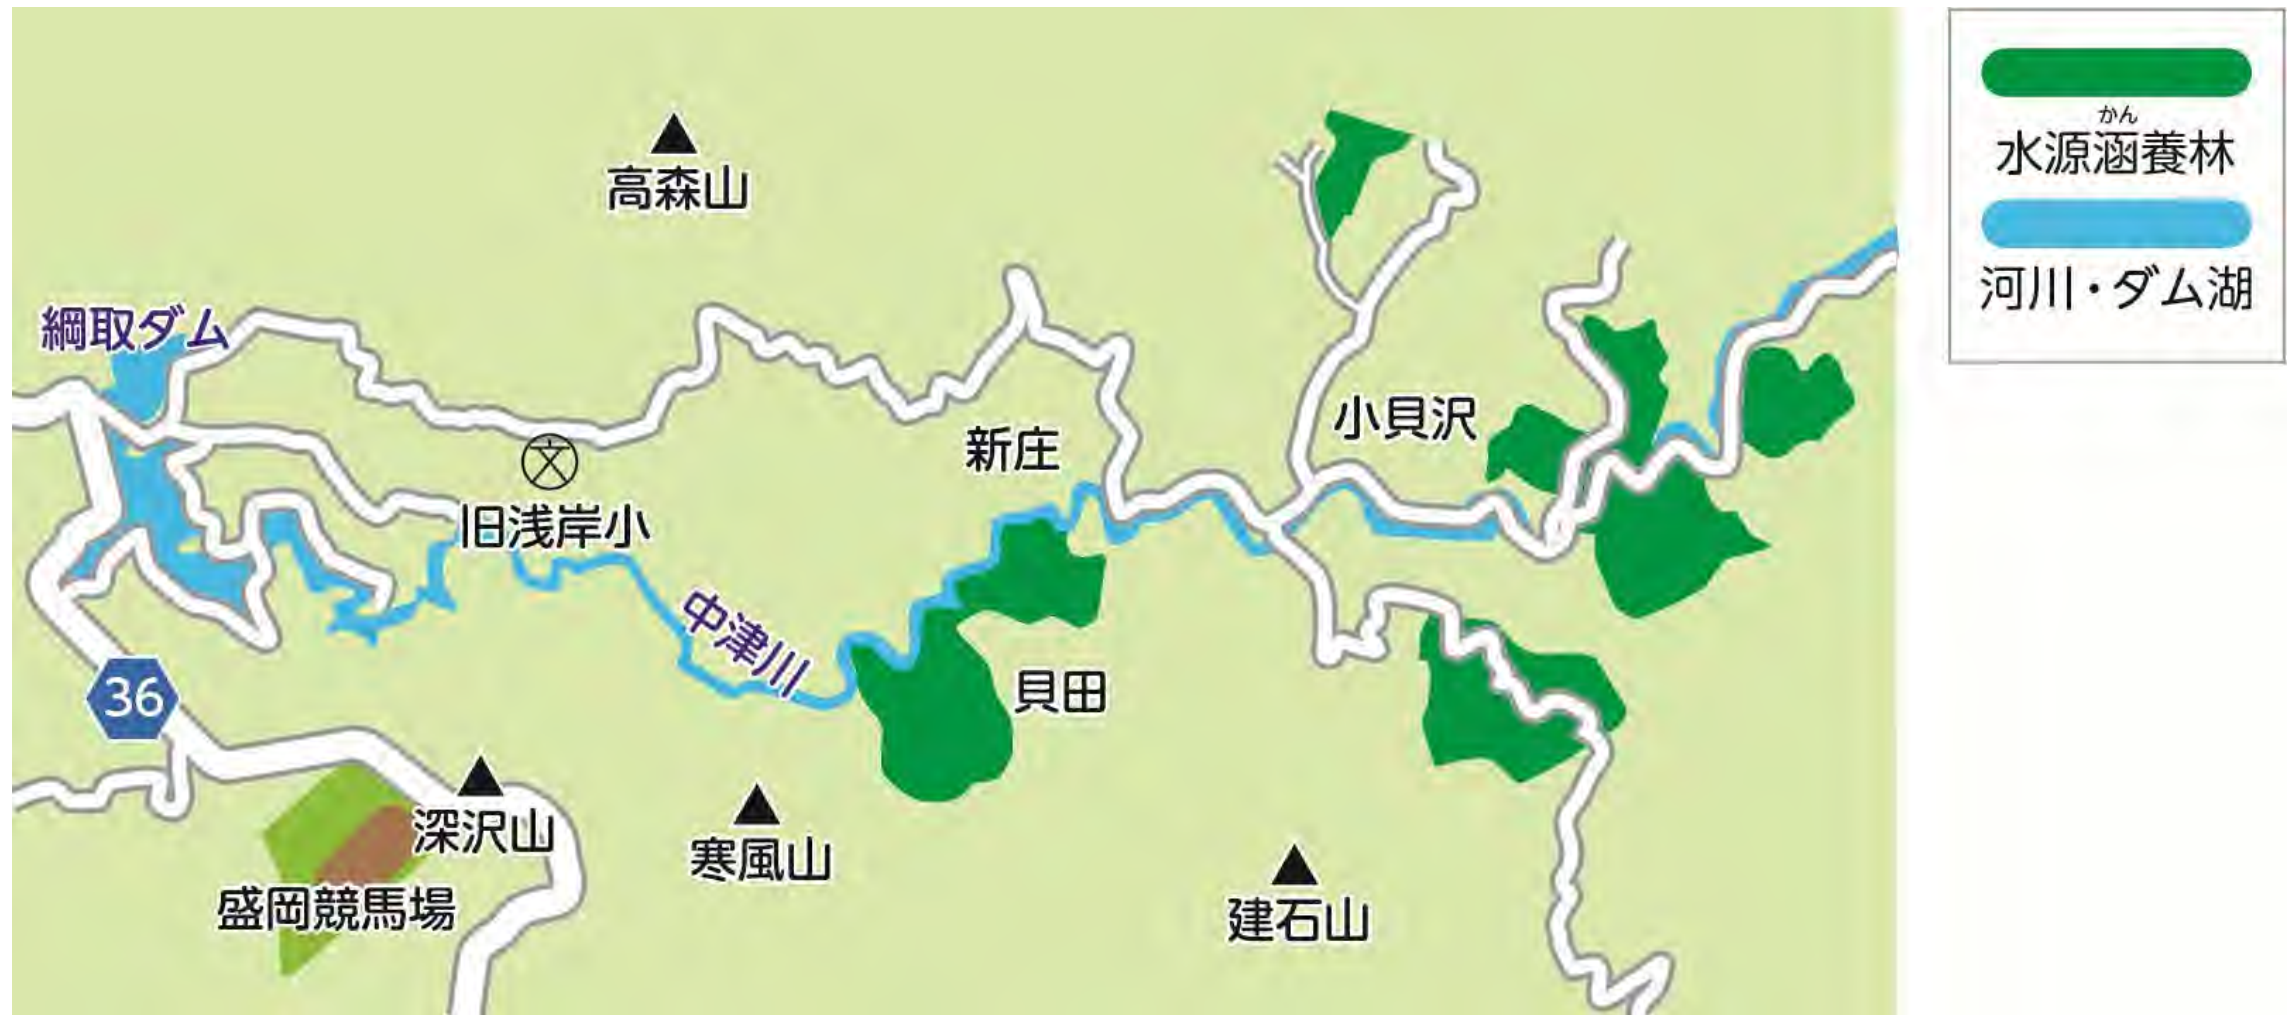 高森山
綱取ダム
小貝沢
新庄
文
旧浅岸小
中津川
貝田
36
深沢山
寒風山
盛岡競馬場
建石山
かん
水源涵養林
河川・ダム湖